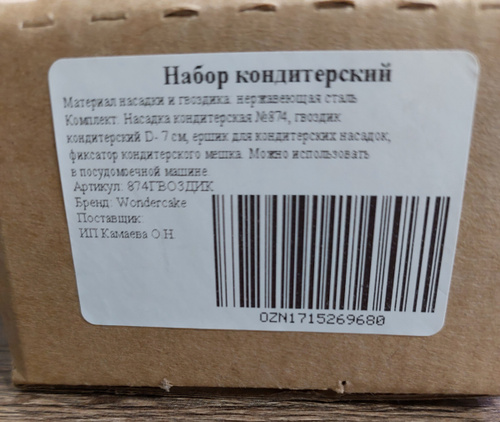 Набор кондитерский
Материал насадки и гвоздика: нержавеющая сталь
Комплект: Насадка кондитерская №874, гвоздик
кондитерский D- 7 см, ершик для кондитерских насадок,
фиксатор кондитерского мешка. Можно использовать
в посудомоечной машине
Артикул: 874ГВОЗДИК
Бренд: Wondercake
Поставщик:
ИП Камаева О.Н.
OZN1715269680